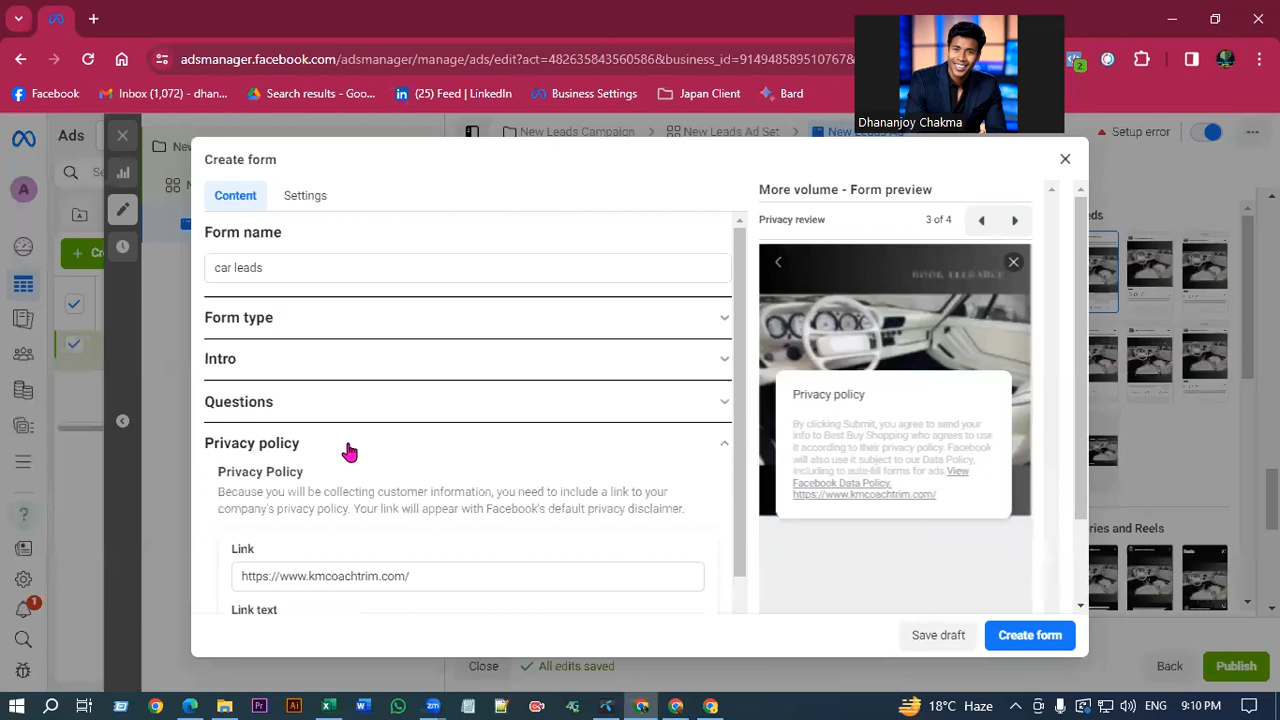 adsmanager.facebook.com/adsmanager/manage/ads/edit?act=482635843560586&business_id=914948589510767&
Facebook
Inbox (1,072) - dhan...
Search results - Goo...
(25) Feed | LinkedIn
Business Settings
Japan Client
Bard
2
Dhananjoy Chakma
Ads
New Leads Campaign
New Leads Ad Set
Setup error
Create form
Content
Settings
Form name
car leads
Form type
Intro
Questions
Privacy policy
Privacy Policy
Because you will be collecting customer information, you need to include a link to your
company's privacy policy. Your link will appear with Facebook's default privacy disclaimer.
Link
https://www.kmcoachtrim.com/
Link text
More volume - Form preview
Privacy review
3 of 4
Privacy policy
By clicking Submit, you agree to send your
info to Best Buy Shopping who agrees to use
it according to their privacy policy. Facebook
will also use it subject to our Data Policy,
including to auto-fill forms for ads. View
Facebook Data Policy.
https://www.kmcoachtrim.com/
Save draft
Create form
Close
All edits saved
Back
Publish
A
1
18°C Haze
9:10 PM